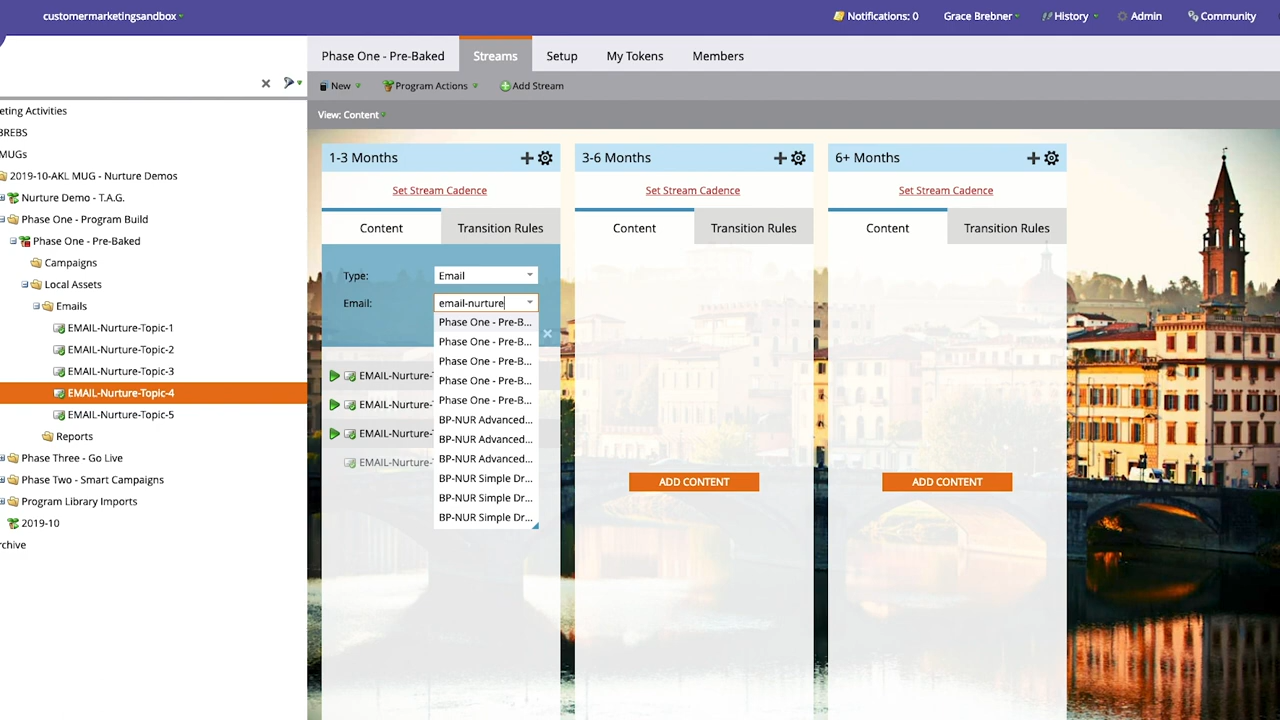 customermarketingsandbox
Notifications: 0
Grace Brebner
History
Admin
Community
Phase One - Pre-Baked
Streams
Setup
My Tokens
Members
New
Program Actions
Add Stream
View: Content
eting Activities
BREBS
MUGs
2019-10-AKL MUG - Nurture Demos
Nurture Demo - T.A.G.
Phase One - Program Build
Phase One - Pre-Baked
Campaigns
Local Assets
Emails
EMAIL-Nurture-Topic-1
EMAIL-Nurture-Topic-2
EMAIL-Nurture-Topic-3
EMAIL-Nurture-Topic-4
EMAIL-Nurture-Topic-5
Reports
Phase Three - Go Live
Phase Two - Smart Campaigns
Program Library Imports
2019-10
rchive
1-3 Months
Set Stream Cadence
Content
Transition Rules
Type:
Email
Email:
email-nurture
Phase One - Pre-B...
Phase One - Pre-B...
Phase One - Pre-B...
Phase One - Pre-B...
Phase One - Pre-B...
BP-NUR Advanced...
BP-NUR Advanced...
BP-NUR Advanced...
BP-NUR Simple Dr...
BP-NUR Simple Dr...
BP-NUR Simple Dr...
EMAIL-Nurture-
EMAIL-Nurture-
EMAIL-Nurture-
EMAIL-Nurture-
3-6 Months
Set Stream Cadence
Content
Transition Rules
ADD CONTENT
6+ Months
Set Stream Cadence
Content
Transition Rules
ADD CONTENT